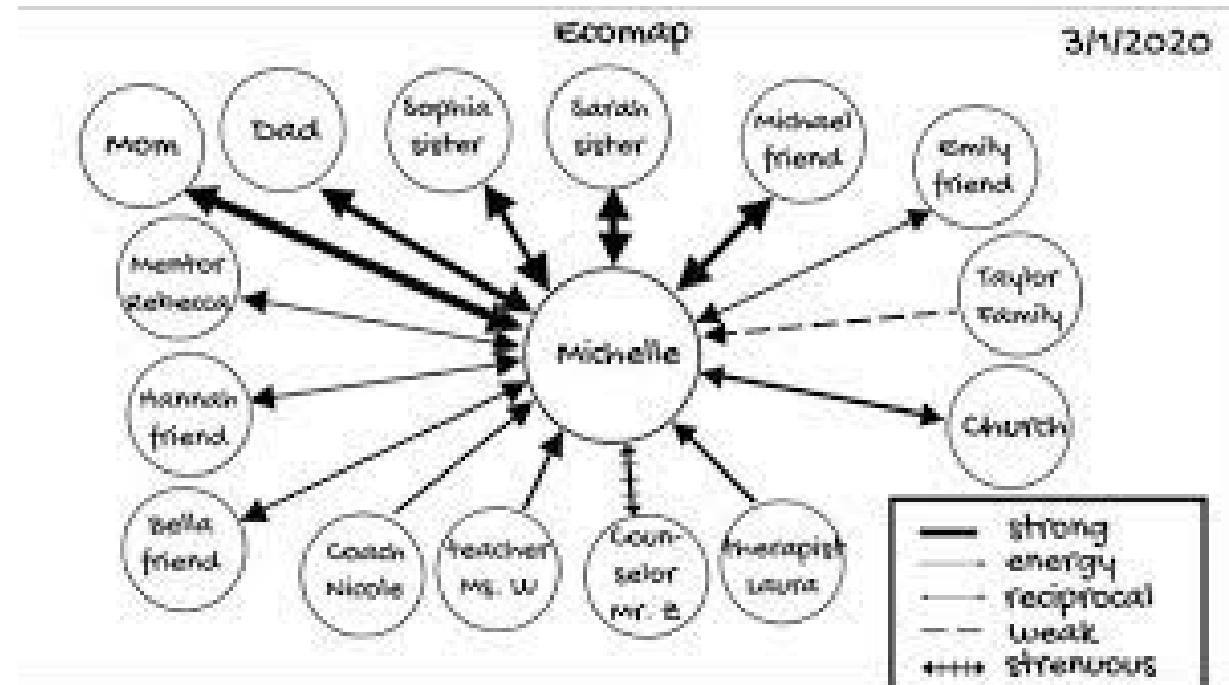 Ecomap
3/1/2020
Mom
Dad
Sophia
sister
Sarah
sister
Michael
friend
Emily
friend
Mentor
Rebecca
Taylor
Family
Michelle
Hannah
friend
Church
Bella
friend
Coach
Nicole
Teacher
Ms. W
Coun-
selor
Mr. B
Therapist
Laura
strong
energy
reciprocal
weak
strenuous